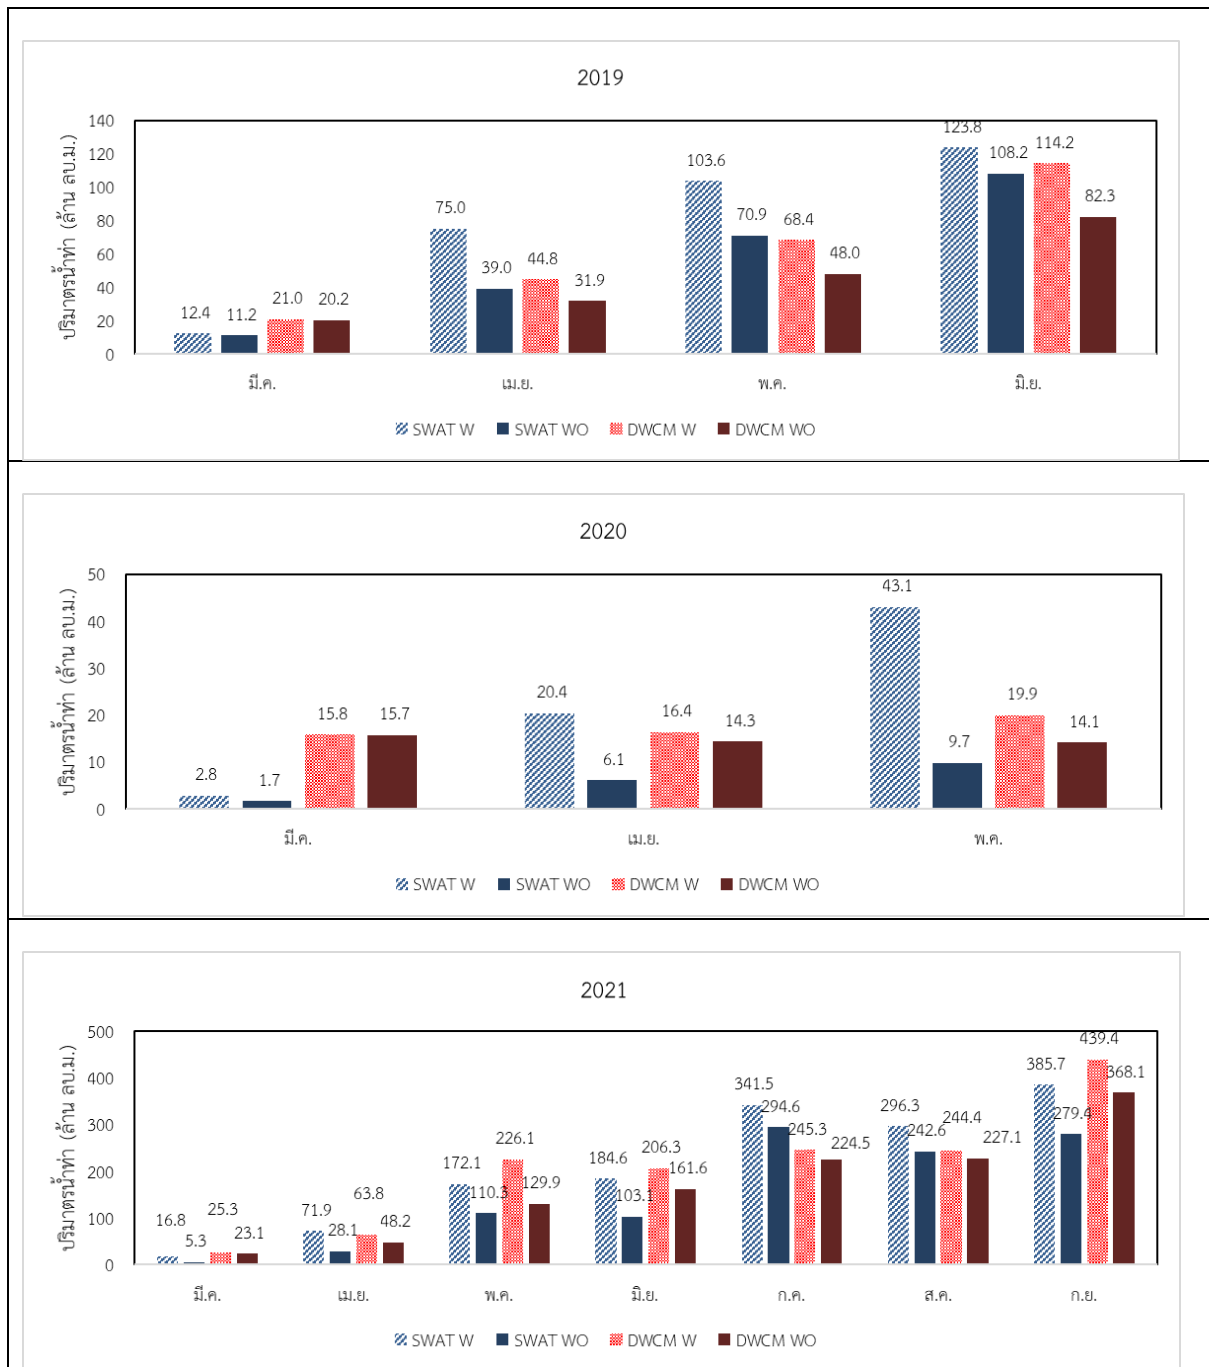 2019
ปริมาตรน้ำท่า (ล้าน ลบ.ม.)
140
120
100
80
60
40
20
0
12.4 11.2 21.0 20.2
75.0 39.0 44.8 31.9
103.6 70.9 68.4 48.0
123.8 108.2 114.2 82.3
มี.ค. เม.ย. พ.ค. มิ.ย.
SWAT W SWAT WO DWCM W DWCM WO
2020
ปริมาตรน้ำท่า (ล้าน ลบ.ม.)
50
40
30
20
10
0
2.8 1.7 15.8 15.7
20.4 6.1 16.4 14.3
43.1 9.7 19.9 14.1
มี.ค. เม.ย. พ.ค.
SWAT W SWAT WO DWCM W DWCM WO
2021
ปริมาตรน้ำท่า (ล้าน ลบ.ม.)
500
400
300
200
100
0
16.8 5.3 25.3 23.1
71.9 28.1 63.8 48.2
172.1 110.3 226.1 129.9
184.6 103.1 206.3 161.6
341.5 294.6 245.3 224.5
296.3 242.6 244.4 227.1
385.7 279.4 439.4 368.1
มี.ค. เม.ย. พ.ค. มิ.ย. ก.ค. ส.ค. ก.ย.
SWAT W SWAT WO DWCM W DWCM WO